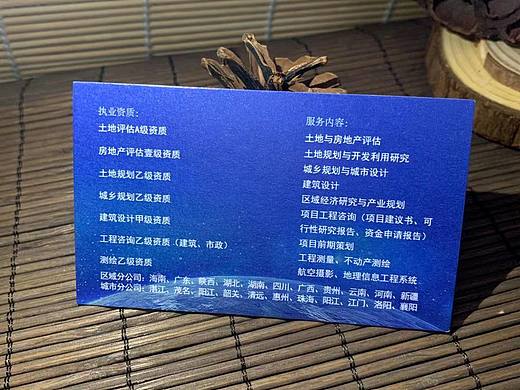 执业资质:
土地评估A级资质
房地产评估壹级资质
土地规划乙级资质
城乡规划乙级资质
建筑设计甲级资质
工程咨询乙级资质（建筑、市政）
测绘乙级资质
服务内容:
土地与房地产评估
土地规划与开发利用研究
城乡规划与城市设计
建筑设计
区域经济研究与产业规划
项目工程咨询（项目建议书、可
行性研究报告、资金申请报告）
项目前期策划
工程测量、不动产测绘
航空摄影、地理信息工程系统
区域分公司: 海南、广东、陕西、湖北、湖南、四川、广西、贵州、云南、河南、新疆
城市分公司: 湛江、茂名、阳江、韶关、清远、惠州、珠海、阳江、江门、洛阳、襄阳